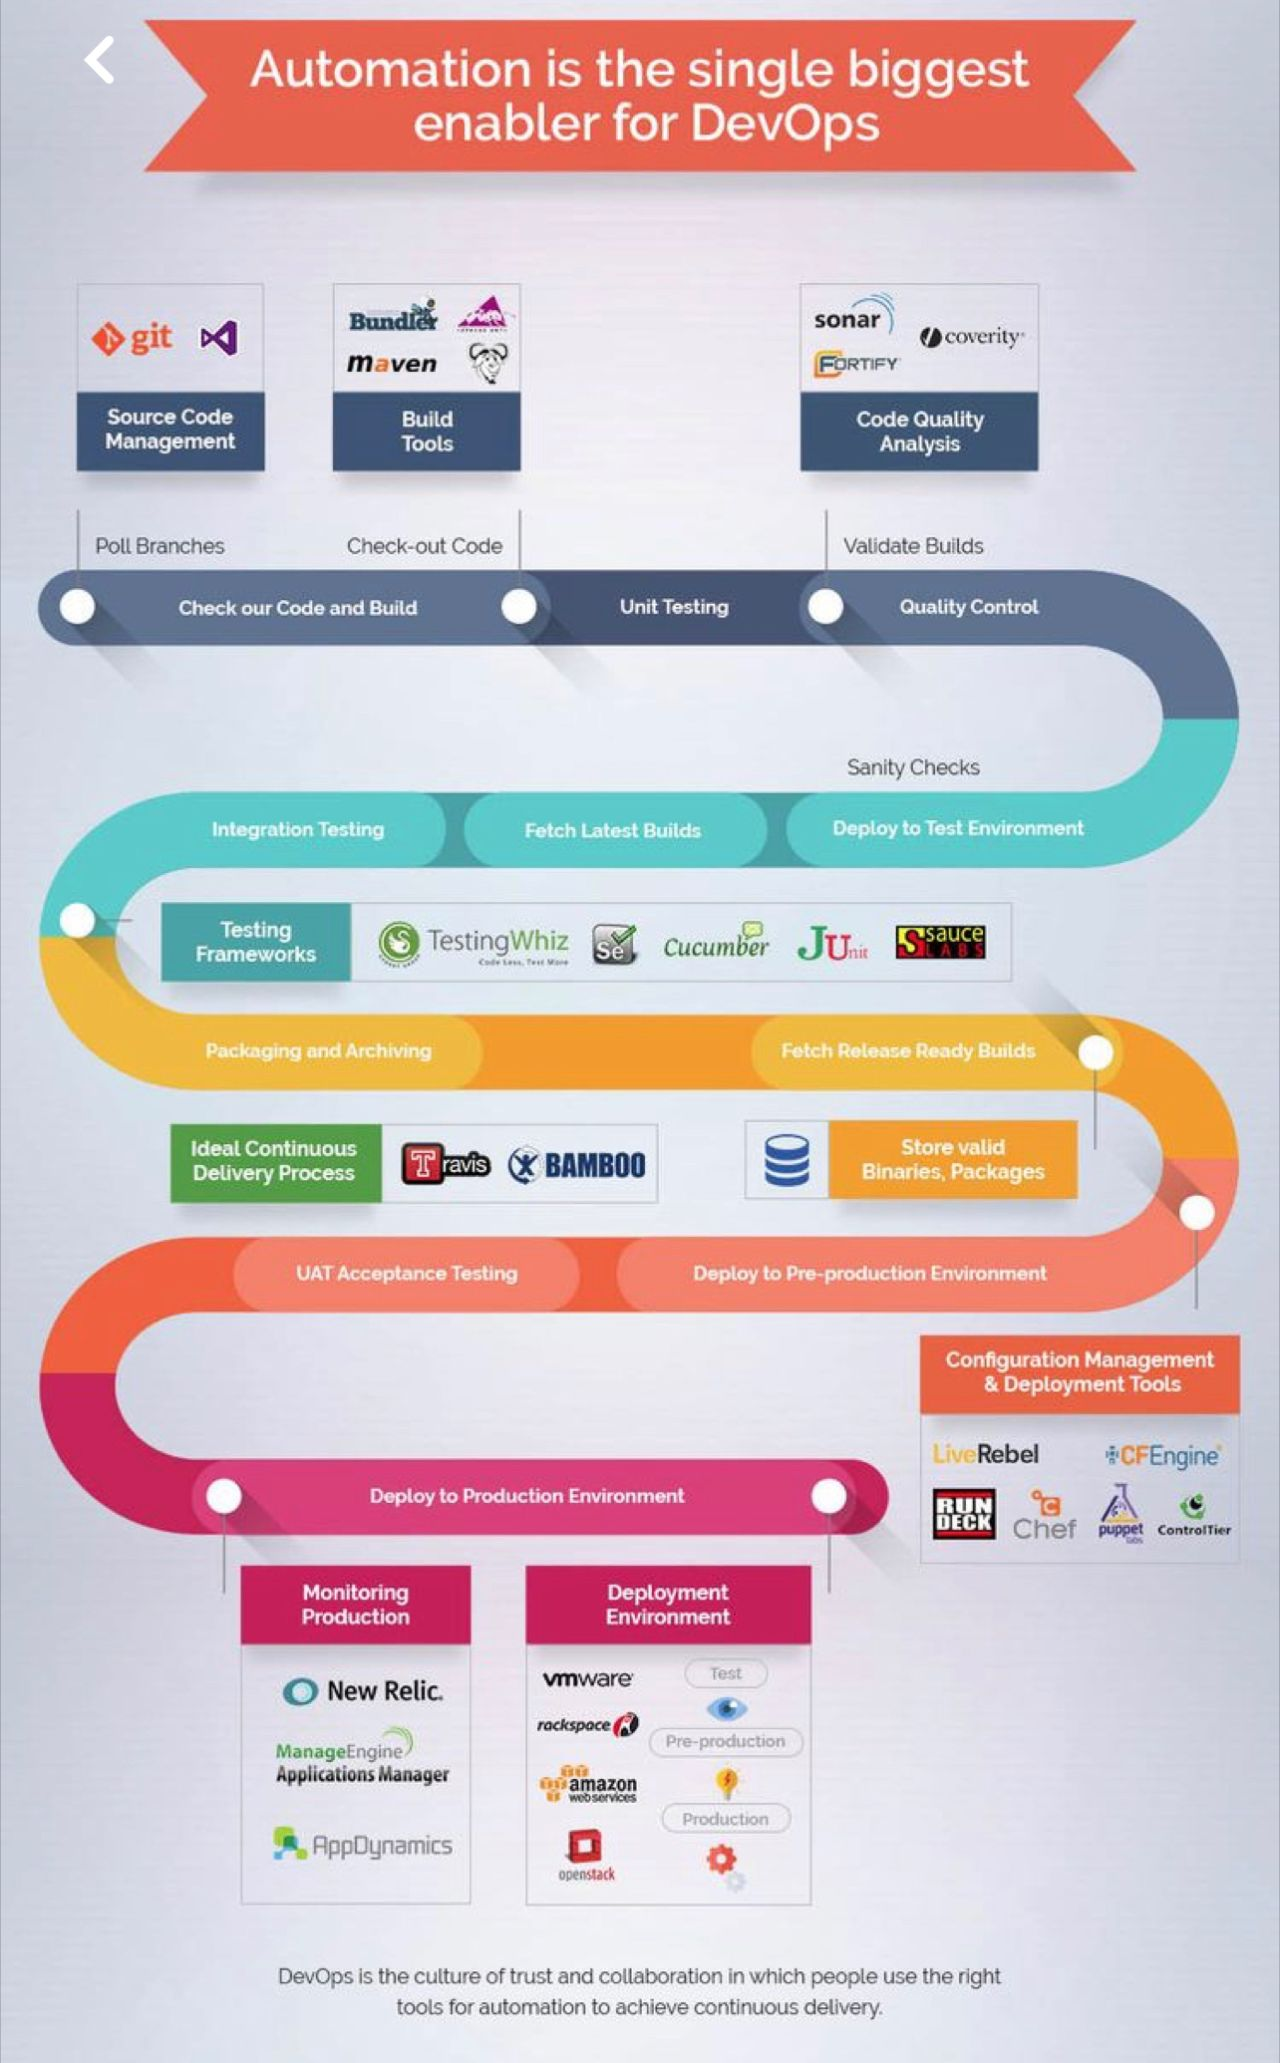 Automation is the single biggest
enabler for DevOps
git
Bundler
maven
sonar
coverity
FORTIFY
Source Code
Management
Build
Tools
Code Quality
Analysis
Poll Branches
Check-out Code
Validate Builds
Check our Code and Build
Unit Testing
Quality Control
Sanity Checks
Integration Testing
Fetch Latest Builds
Deploy to Test Environment
Testing
Frameworks
TestingWhiz
Code Less, Test More
Se
Cucumber
JUnit
sauce
LABS
Packaging and Archiving
Fetch Release Ready Builds
Ideal Continuous
Delivery Process
Travis
BAMBOO
Store valid
Binaries, Packages
UAT Acceptance Testing
Deploy to Pre-production Environment
Configuration Management
& Deployment Tools
LiveRebel
CFEngine
RUN
DECK
Chef
puppet
labs
ControlTier
Deploy to Production Environment
Monitoring
Production
New Relic.
ManageEngine
Applications Manager
AppDynamics
Deployment
Environment
vmware
Test
rackspace
Pre-production
amazon
webservices
Production
openstack
DevOps is the culture of trust and collaboration in which people use the right
tools for automation to achieve continuous delivery.